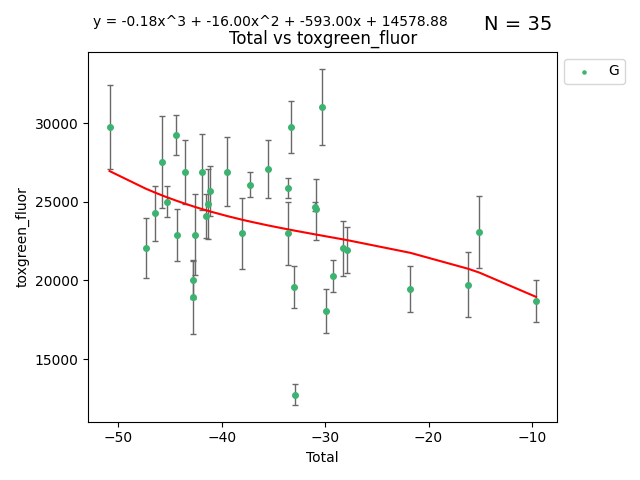 y = -0.18x^3 + -16.00x^2 + -593.00x + 14578.88
N = 35
Total vs toxgreen_fluor
G
30000
25000
20000
15000
toxgreen_fluor
−50
−40
−30
−20
−10
Total